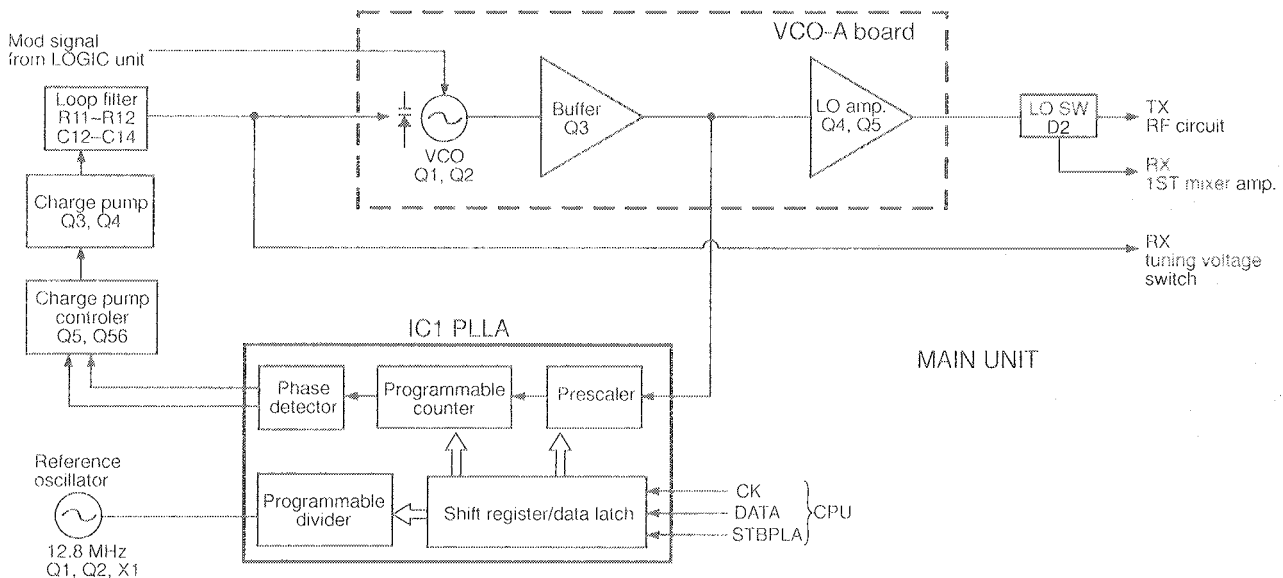 VCO-A board
Mod signal
from LOGIC unit
Loop filter
R11~R12
C12~C14
VCO
Q1, Q2
Buffer
Q3
LO amp.
Q4, Q5
LO SW
D2
TX
RF circuit
RX
1ST mixer amp.
Charge pump
Q3, Q4
RX
tuning voltage
switch
Charge pump
controler
Q5, Q56
IC1 PLLA
MAIN UNIT
Phase
detector
Programmable
counter
Prescaler
Reference
oscillator
12.8 MHz
Q1, Q2, X1
Programmable
divider
Shift register/data latch
CK
DATA
STBPLA
CPU